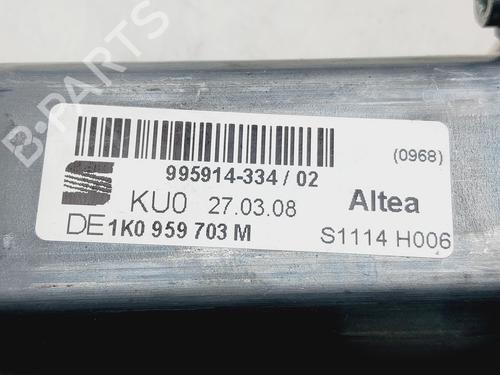 B-PARTS
995914-334 / 02
(0968)
KU0 27.03.08 Altea
DE 1K0 959 703 M S1114 H006